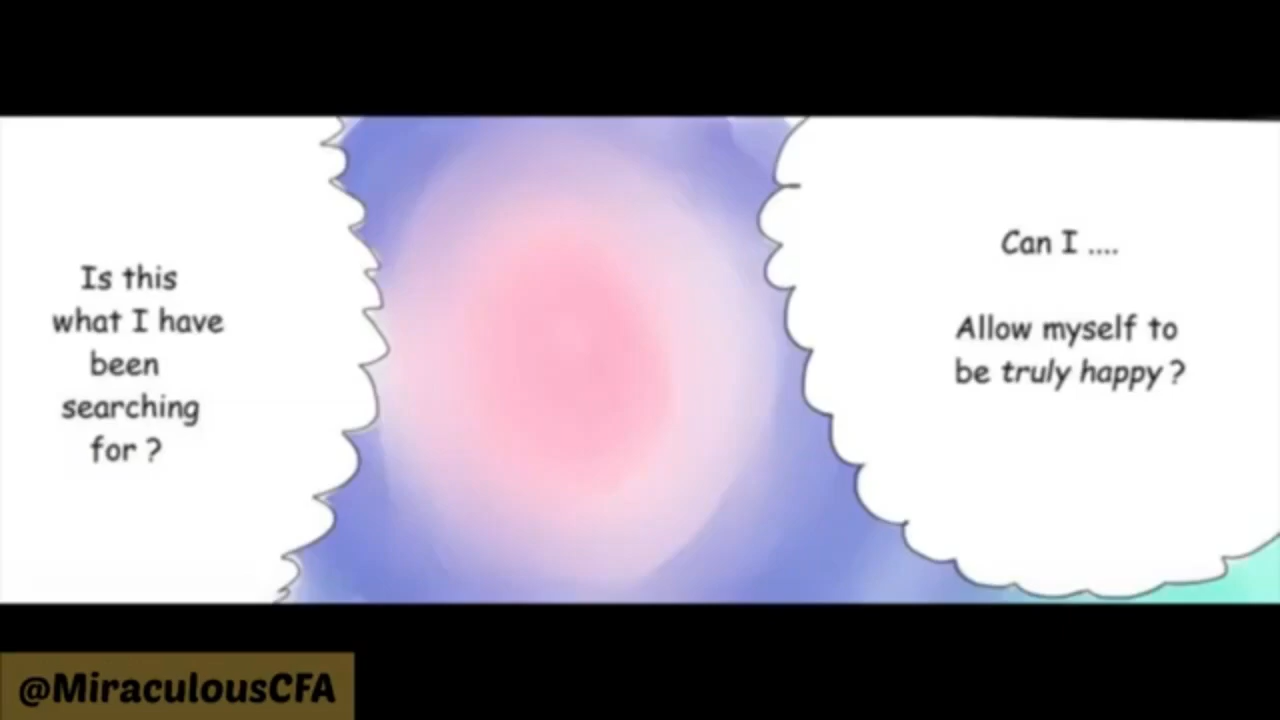 Is this
what I have
been
searching
for ?
Can I ....
Allow myself to
be truly happy ?
@MiraculousCFA